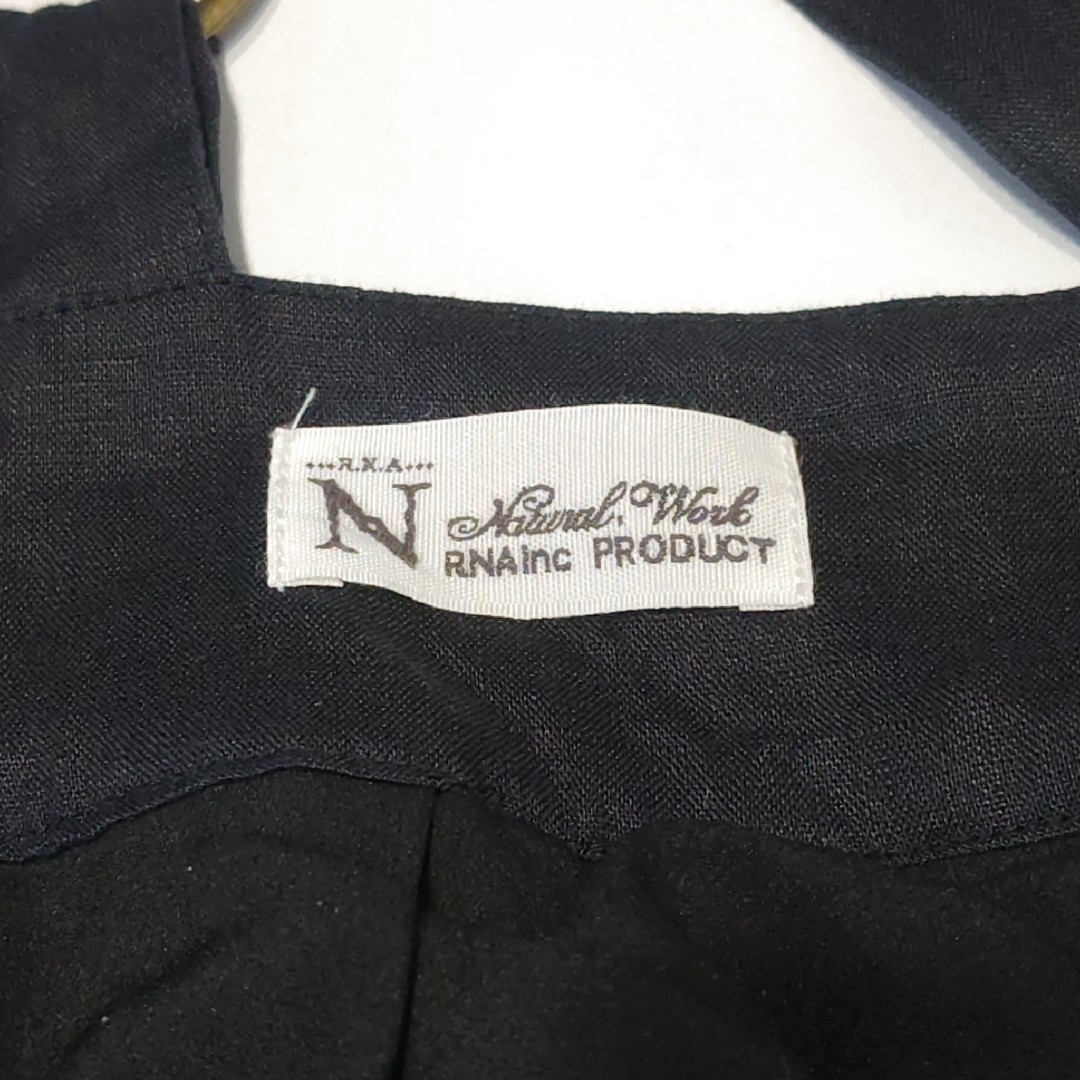 R.N.A
N
Natural, Work
RNAinc PRODUCT